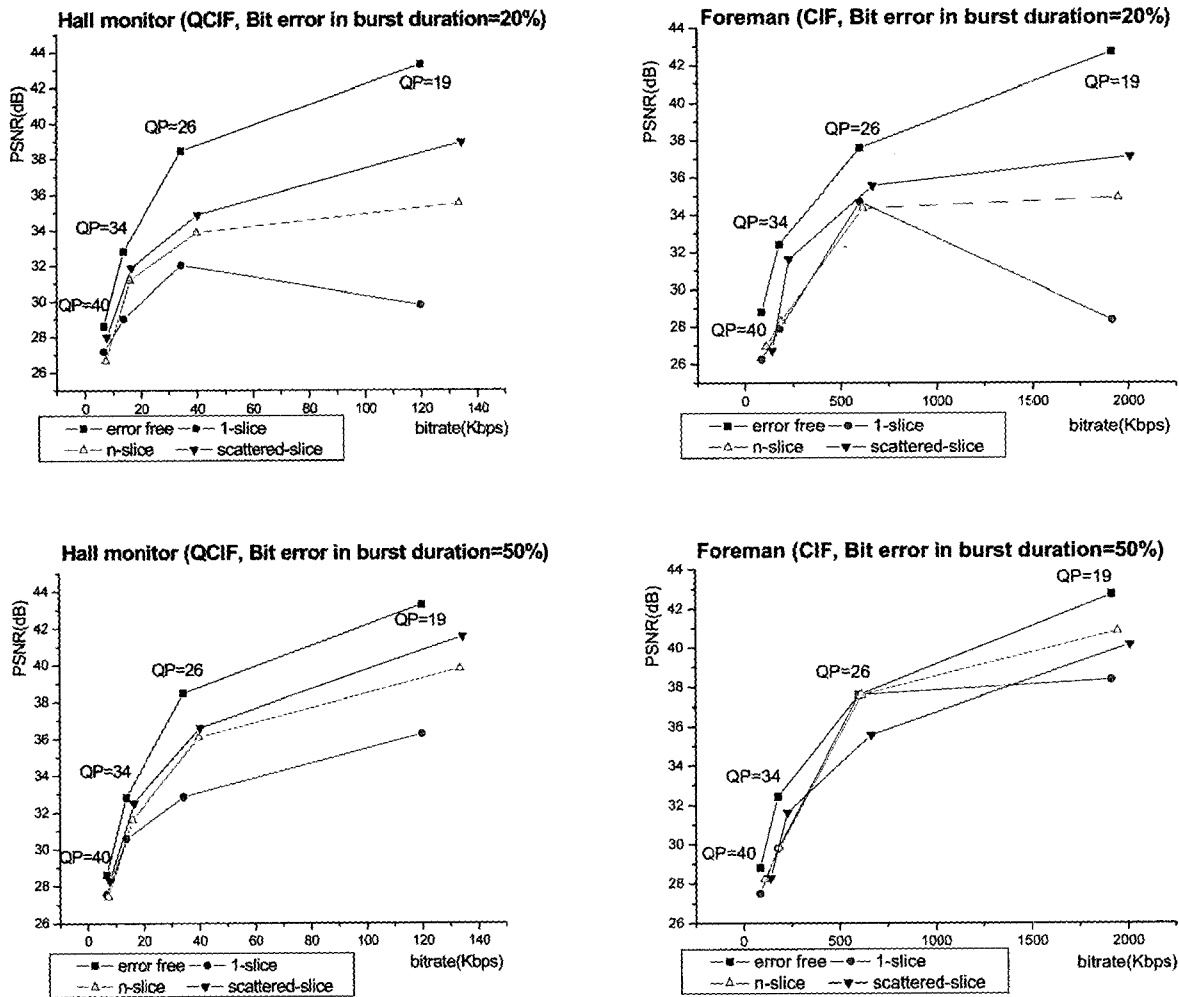 Hall monitor (QCIF, Bit error in burst duration=20%)
PSNR(dB)
44
42
40
38
36
34
32
30
28
26
QP=19
QP=26
QP=34
QP=40
0 20 40 60 80 100 120 140
bitrate(Kbps)
error free 1-slice
n-slice scattered-slice
Foreman (CIF, Bit error in burst duration=20%)
PSNR(dB)
44
42
40
38
36
34
32
30
28
26
QP=19
QP=26
QP=34
QP=40
0 500 1000 1500 2000
bitrate(Kbps)
error free 1-slice
n-slice scattered-slice
Hall monitor (QCIF, Bit error in burst duration=50%)
PSNR(dB)
44
42
40
38
36
34
32
30
28
26
QP=19
QP=26
QP=34
QP=40
0 20 40 60 80 100 120 140
bitrate(Kbps)
error free 1-slice
n-slice scattered-slice
Foreman (CIF, Bit error in burst duration=50%)
PSNR(dB)
44
42
40
38
36
34
32
30
28
26
QP=19
QP=26
QP=34
QP=40
0 500 1000 1500 2000
bitrate(Kbps)
error free 1-slice
n-slice scattered-slice